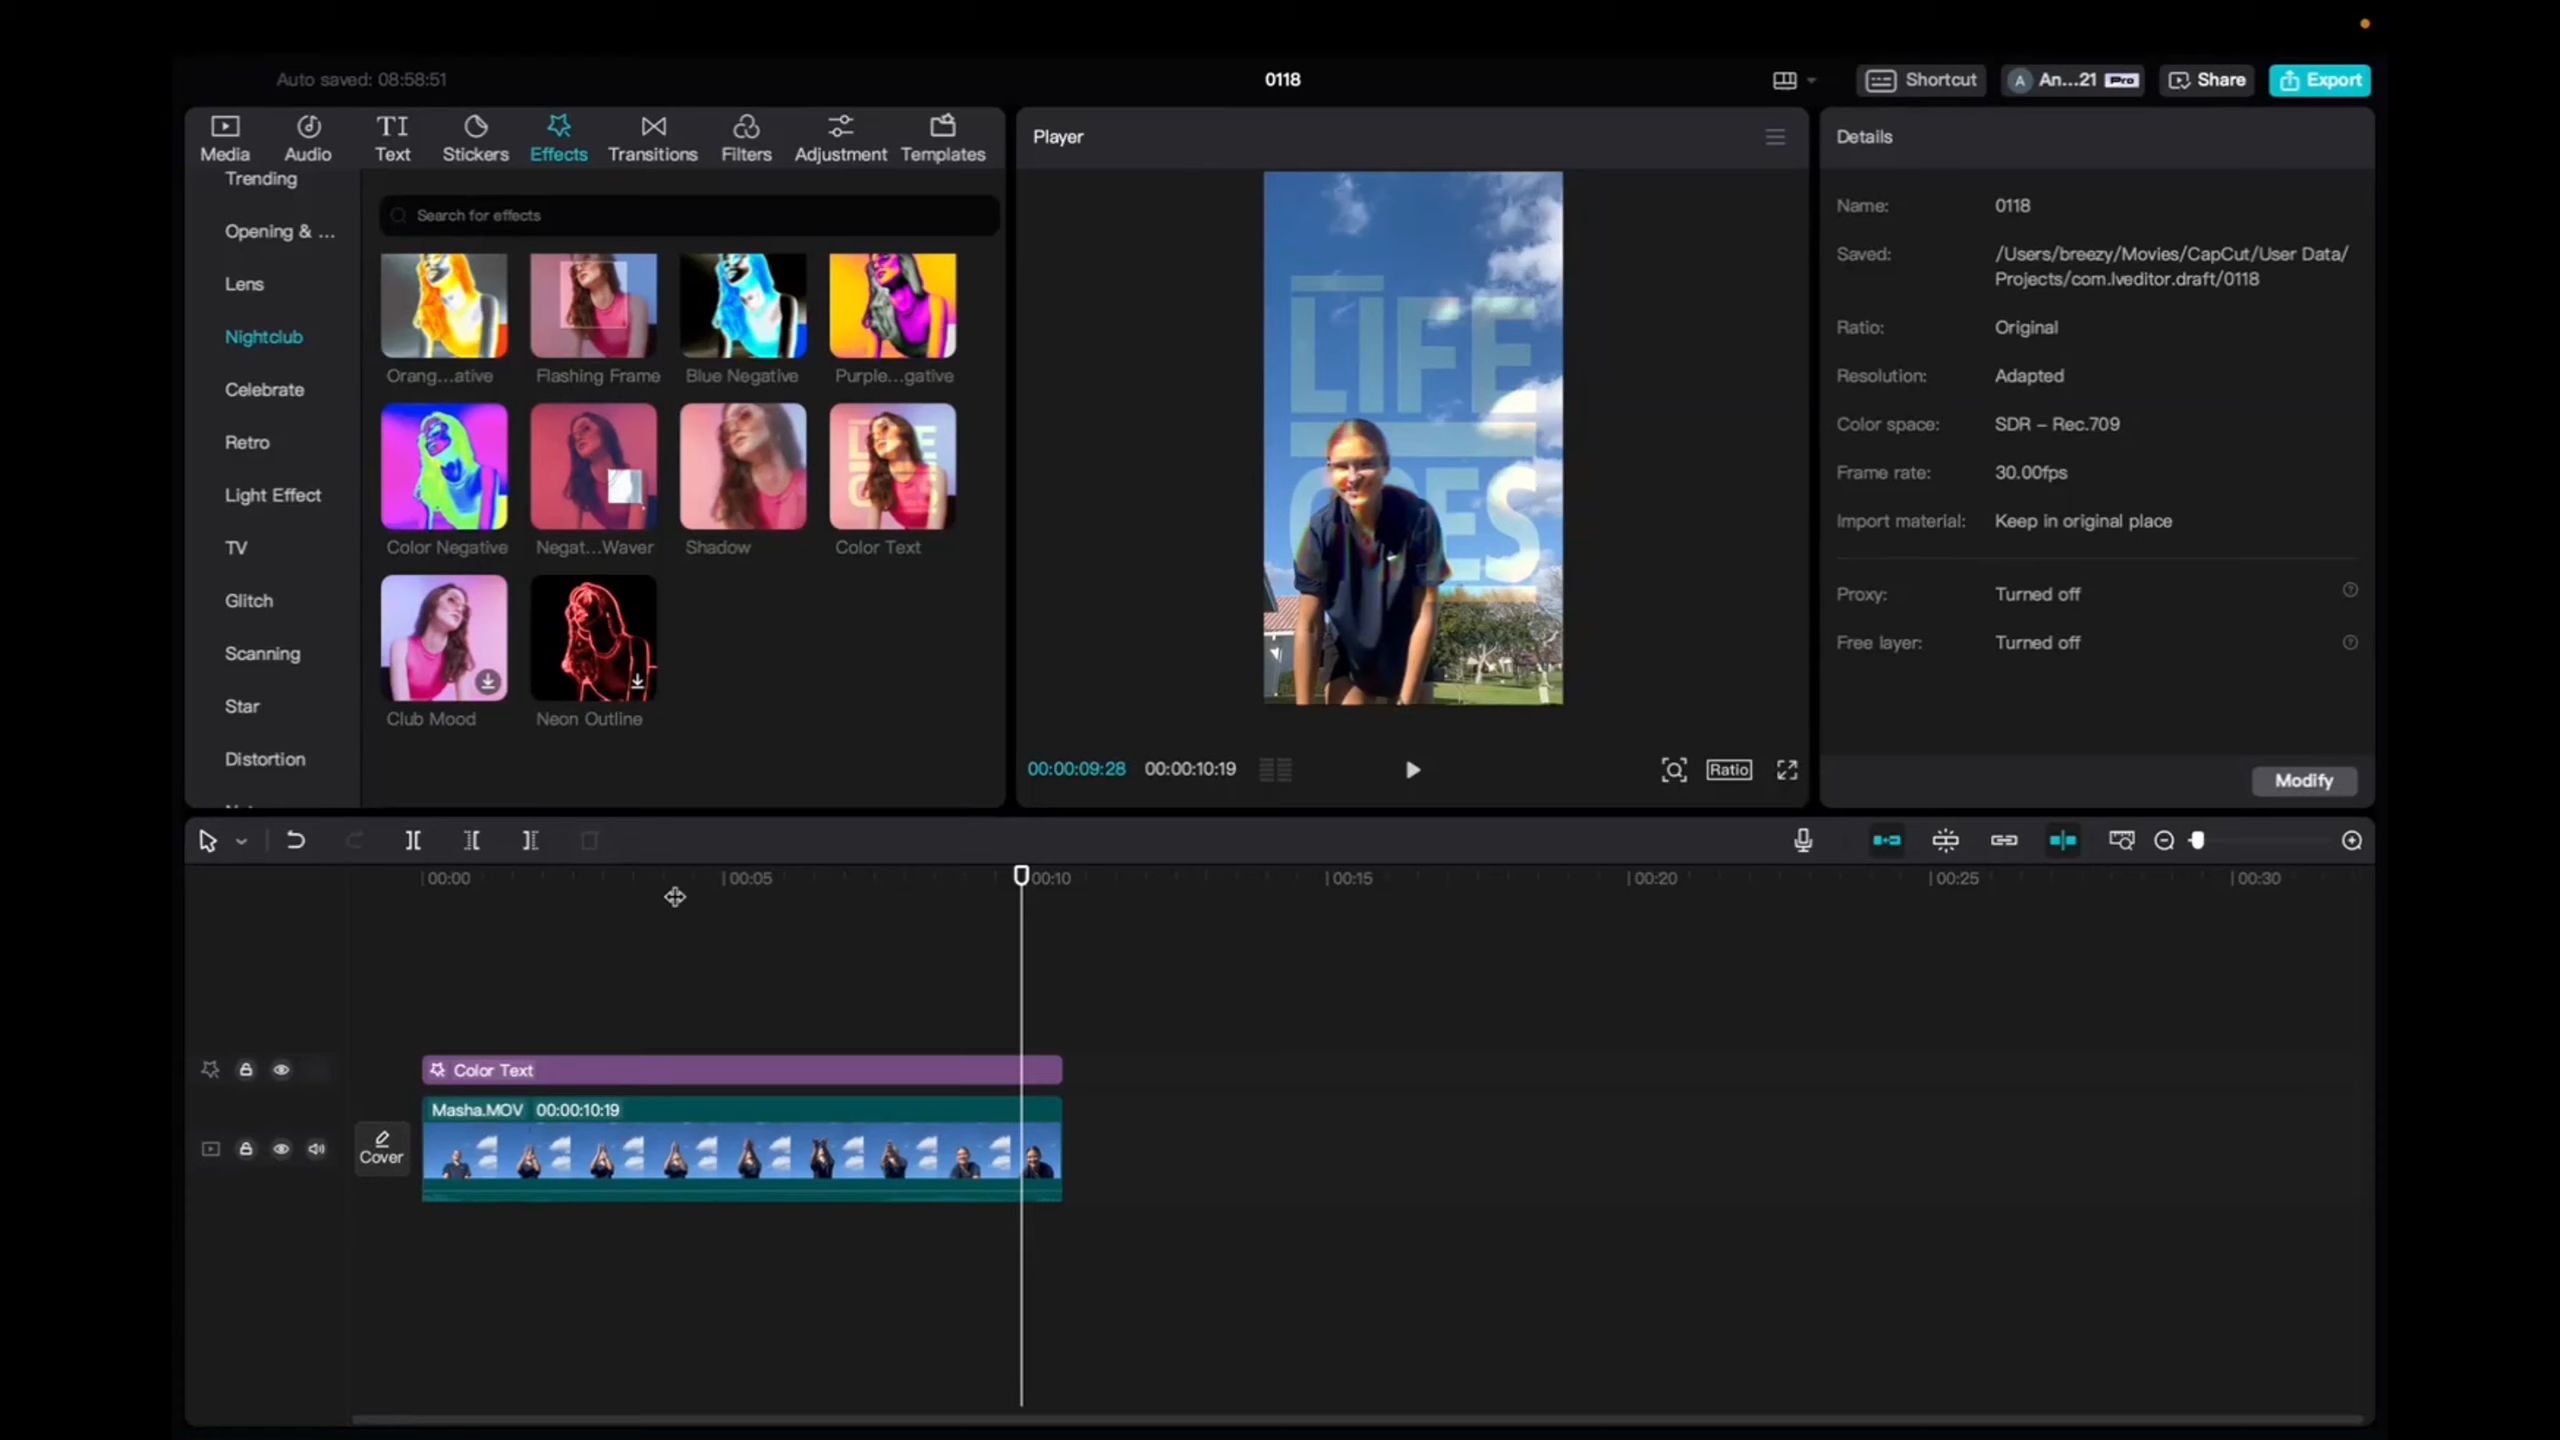 Auto saved: 08:58:51
0118
Shortcut
An...21 Pro
Share
Export
Media
Audio
Text
Stickers
Effects
Transitions
Filters
Adjustment
Templates
Trending
Opening & ...
Lens
Nightclub
Celebrate
Retro
Light Effect
TV
Glitch
Scanning
Star
Distortion
Search for effects
Orang...ative
Flashing Frame
Blue Negative
Purple...gative
Color Negative
Negat...Waver
Shadow
Color Text
Club Mood
Neon Outline
Player
LIFE
GOES
00:00:09:28
00:00:10:19
Ratio
Details
Name: 0118
Saved: /Users/breezy/Movies/CapCut/User Data/
Projects/com.lveditor.draft/0118
Ratio: Original
Resolution: Adapted
Color space: SDR – Rec.709
Frame rate: 30.00fps
Import material: Keep in original place
Proxy: Turned off
Free layer: Turned off
Modify
00:00
00:05
00:10
00:15
00:20
00:25
00:30
Color Text
Masha.MOV 00:00:10:19
Cover